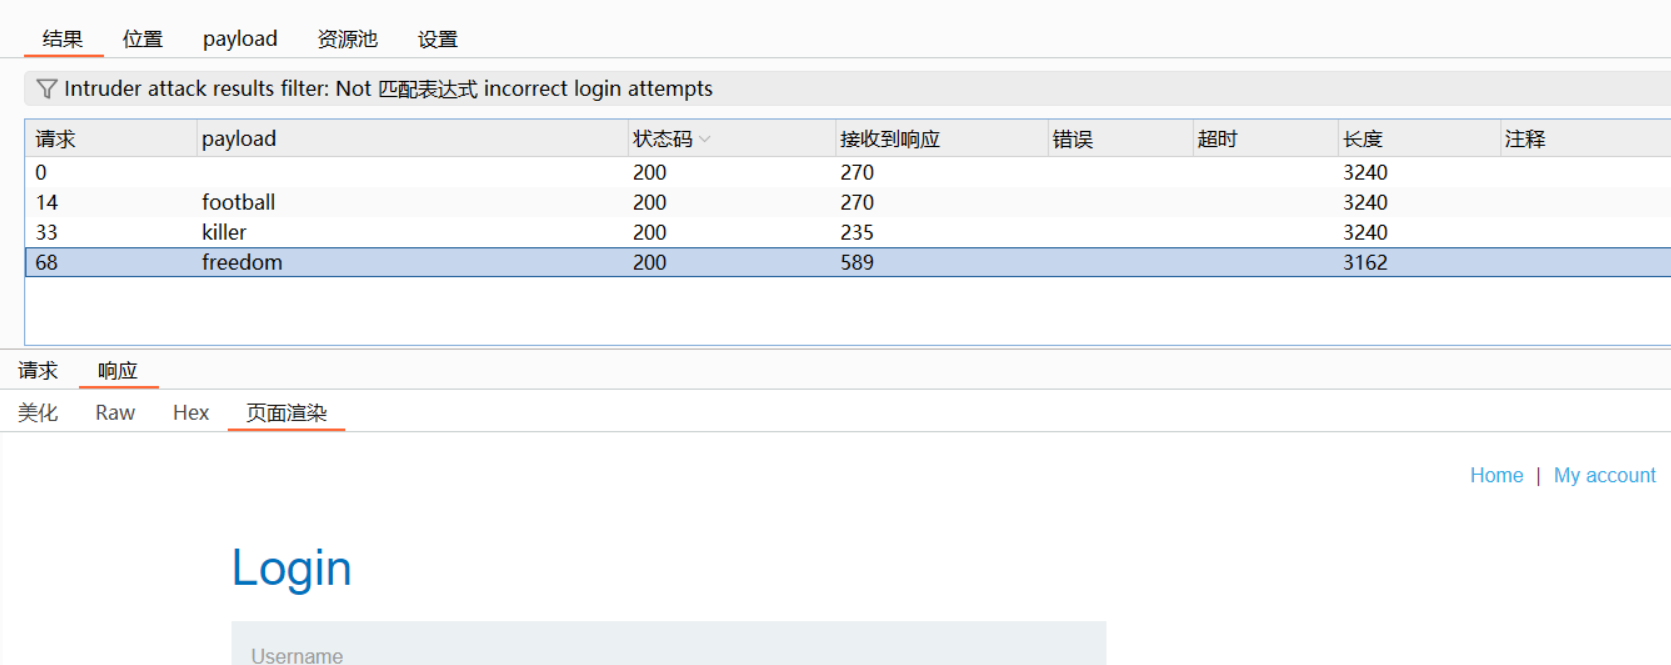 结果 位置 payload 资源池 设置
Intruder attack results filter: Not 匹配表达式 incorrect login attempts
请求 payload 状态码 接收到响应 错误 超时 长度 注释
0 200 270 3240
14 football 200 270 3240
33 killer 200 235 3240
68 freedom 200 589 3162
请求 响应
美化 Raw Hex 页面渲染
Home | My account
Login
Username